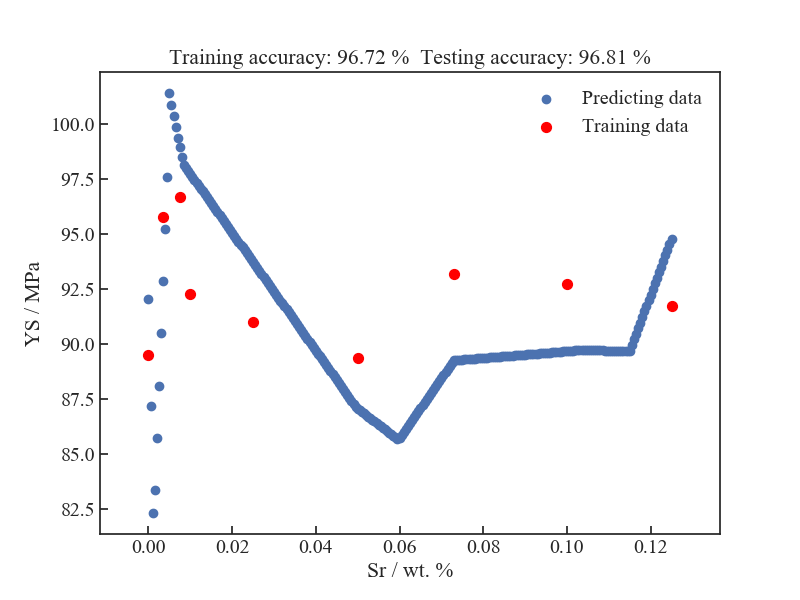 Training accuracy: 96.72 %  Testing accuracy: 96.81 %
Predicting data
Training data
100.0
97.5
95.0
92.5
90.0
87.5
85.0
82.5
YS / MPa
0.00 0.02 0.04 0.06 0.08 0.10 0.12
Sr / wt. %